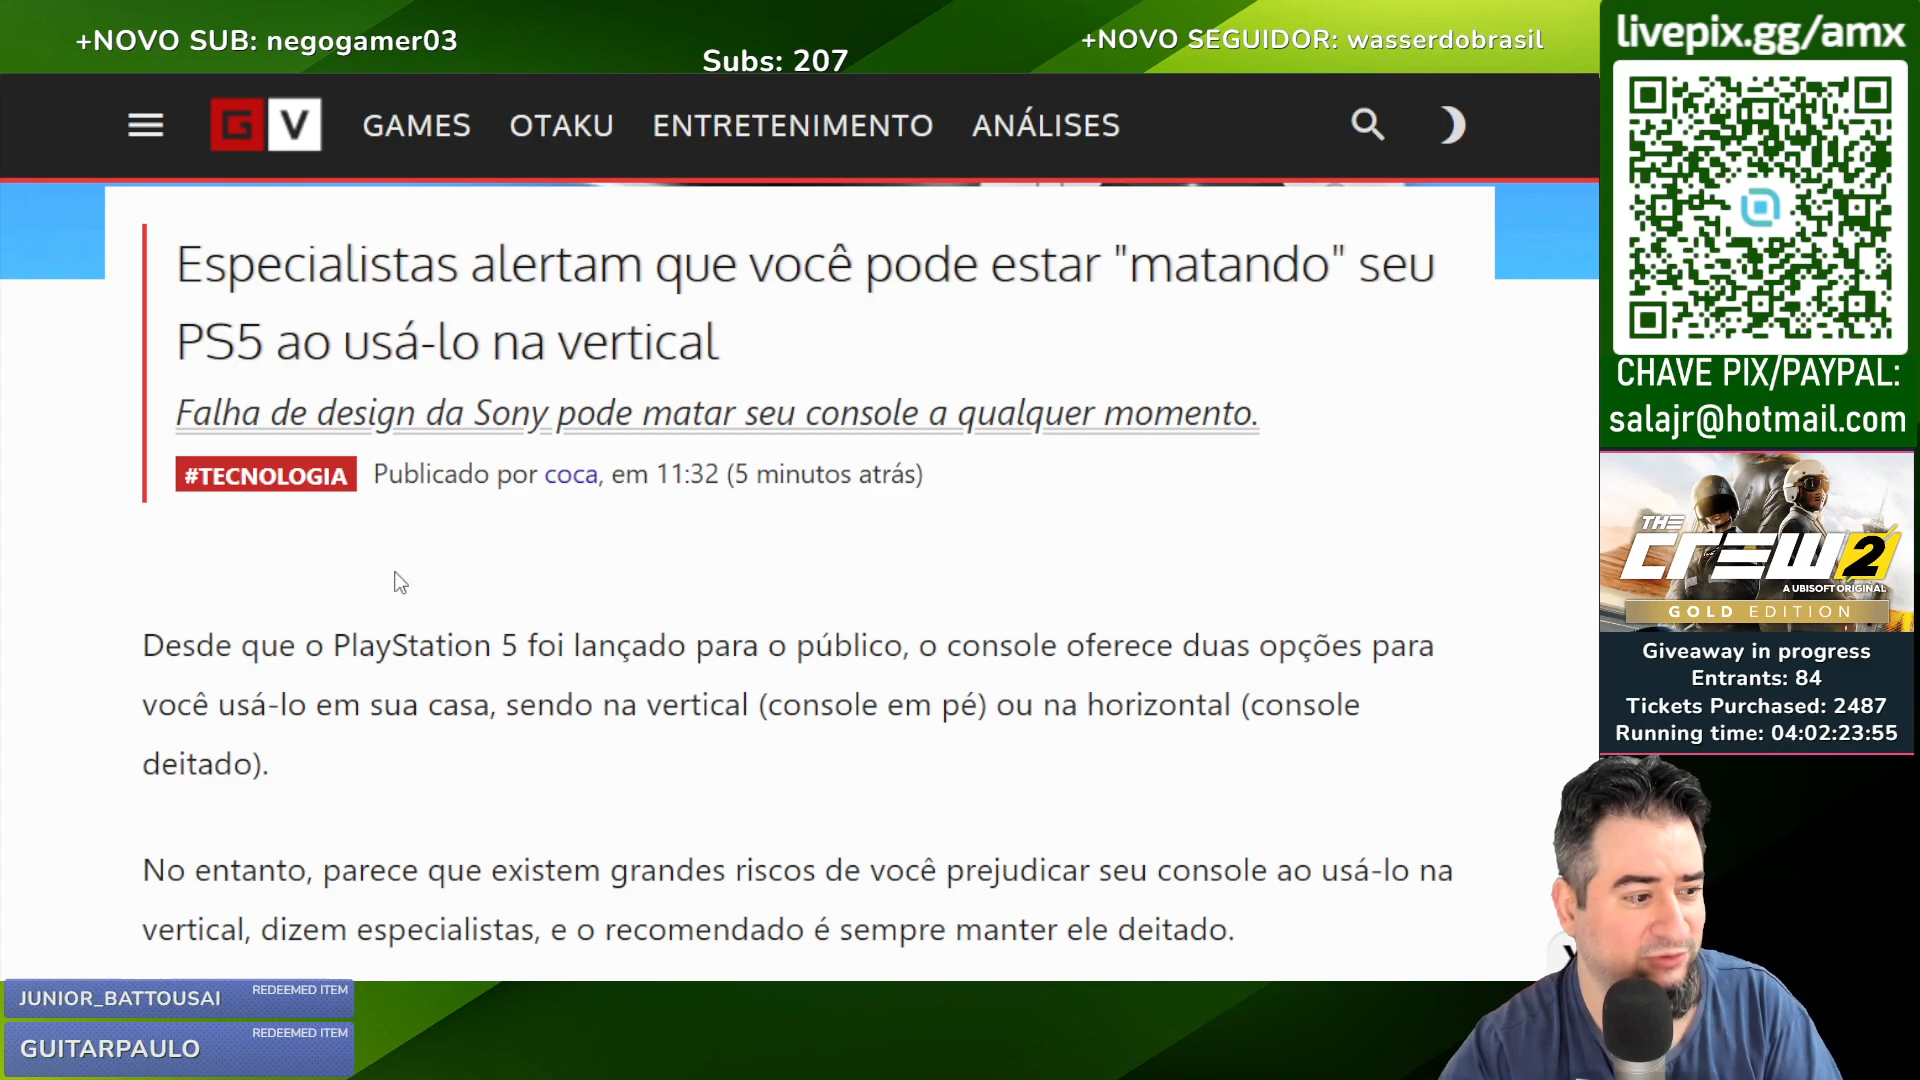 +NOVO SUB: negogamer03
Subs: 207
+NOVO SEGUIDOR: wasserdobrasil
livepix.gg/amx
GV
GAMES OTAKU ENTRETENIMENTO ANÁLISES
Especialistas alertam que você pode estar "matando" seu
PS5 ao usá-lo na vertical
Falha de design da Sony pode matar seu console a qualquer momento.
#TECNOLOGIA Publicado por coca, em 11:32 (5 minutos atrás)
Desde que o PlayStation 5 foi lançado para o público, o console oferece duas opções para
você usá-lo em sua casa, sendo na vertical (console em pé) ou na horizontal (console
deitado).
No entanto, parece que existem grandes riscos de você prejudicar seu console ao usá-lo na
vertical, dizem especialistas, e o recomendado é sempre manter ele deitado.
CHAVE PIX/PAYPAL:
salajr@hotmail.com
THE
CREW 2
A UBISOFT ORIGINAL
GOLD EDITION
Giveaway in progress
Entrants: 84
Tickets Purchased: 2487
Running time: 04:02:23:55
JUNIOR_BATTOUSAI REDEEMED ITEM
GUITARPAULO REDEEMED ITEM